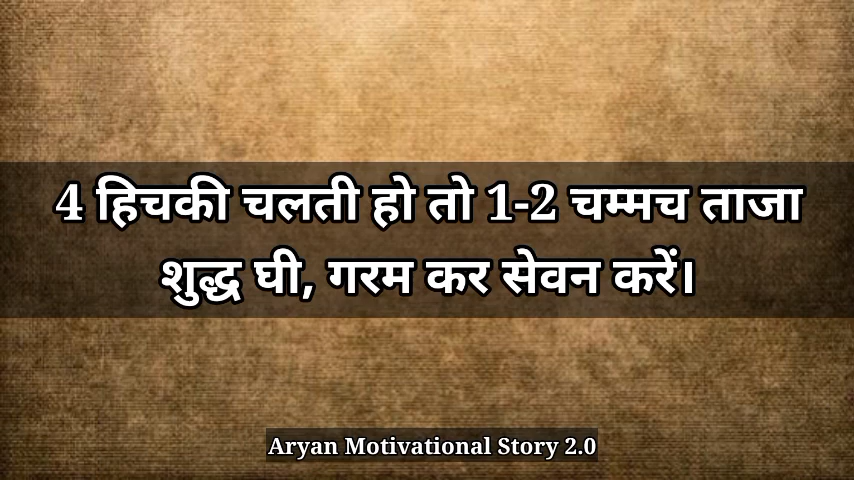 4 हिचकी चलती हो तो 1-2 चम्मच ताजा
शुद्ध घी, गरम कर सेवन करें।
Aryan Motivational Story 2.0